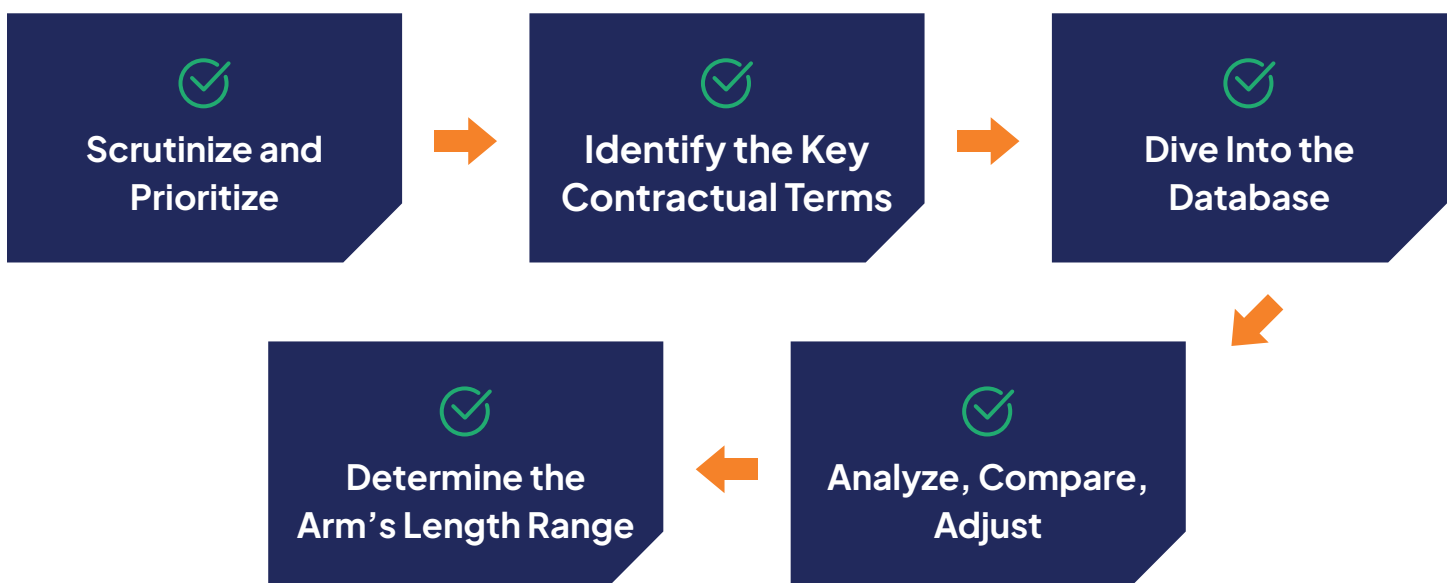 Scrutinize and
Prioritize
Identify the Key
Contractual Terms
Dive Into the
Database
Analyze, Compare,
Adjust
Determine the
Arm’s Length Range